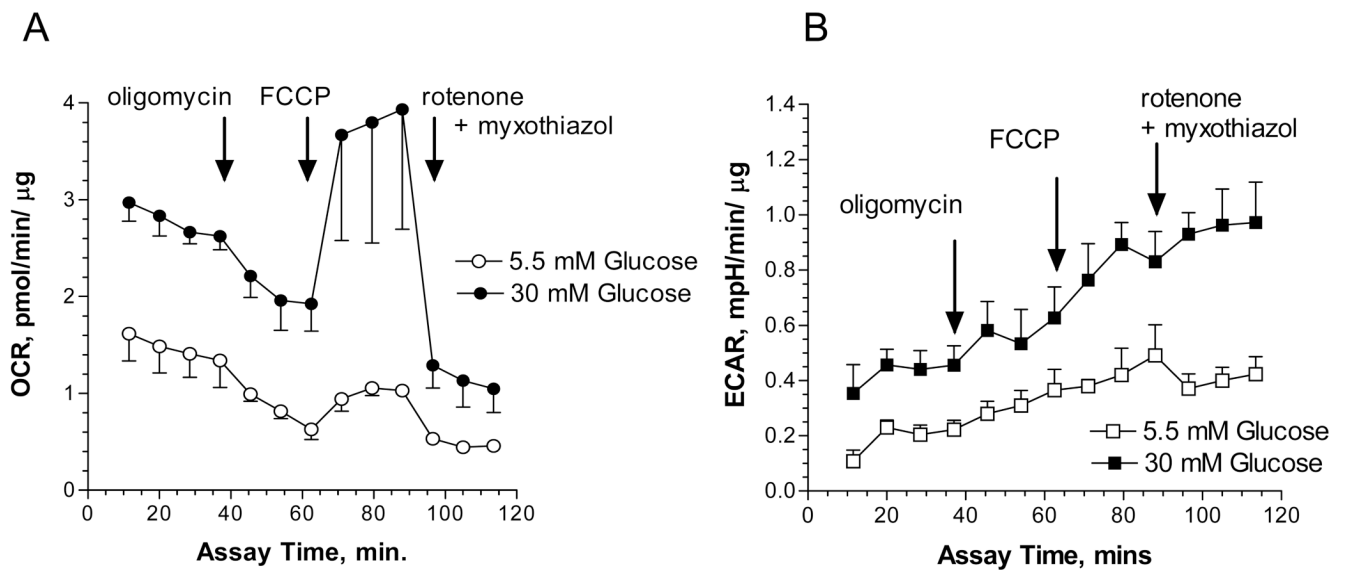 A
oligomycin
FCCP
rotenone
+ myxothiazol
4
3
2
1
0
OCR, pmol/min/ μg
5.5 mM Glucose
30 mM Glucose
0
20
40
60
80
100
120
Assay Time, min.
B
rotenone
+ myxothiazol
FCCP
oligomycin
1.4
1.2
1.0
0.8
0.6
0.4
0.2
0.0
ECAR, mpH/min/ μg
5.5 mM Glucose
30 mM Glucose
0
20
40
60
80
100
120
Assay Time, mins